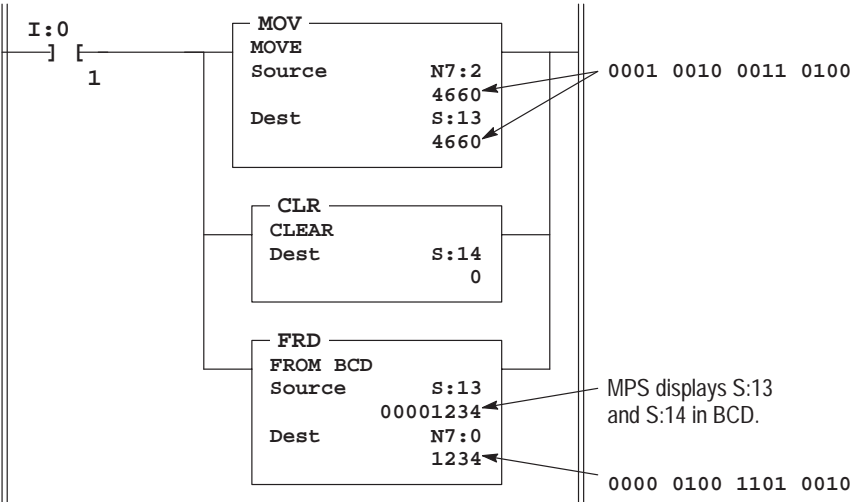 I:0
] [
1
MOV
MOVE
Source N7:2
4660
Dest S:13
4660
0001 0010 0011 0100
CLR
CLEAR
Dest S:14
0
FRD
FROM BCD
Source S:13
00001234
Dest N7:0
1234
MPS displays S:13
and S:14 in BCD.
0000 0100 1101 0010